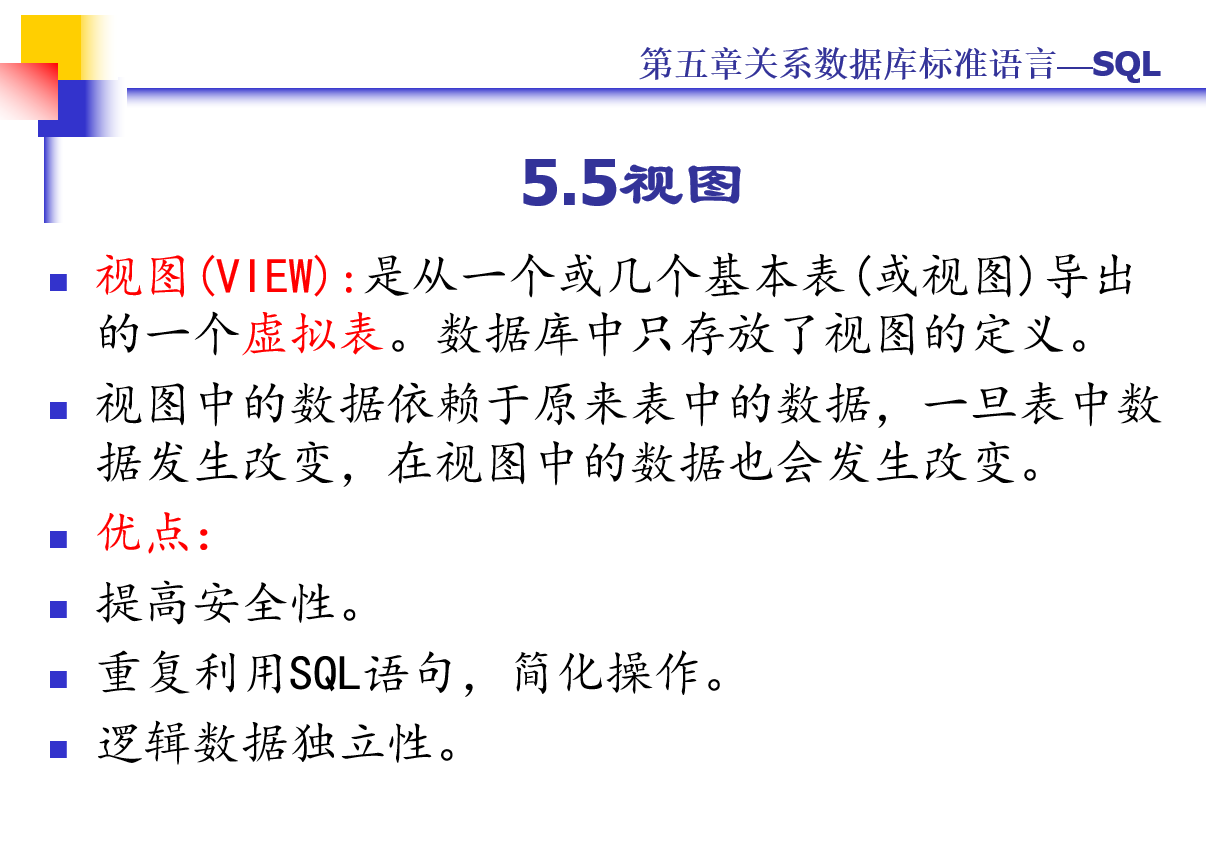 第五章关系数据库标准语言—SQL
5.5视图
视图(VIEW):是从一个或几个基本表(或视图)导出
的一个虚拟表。数据库中只存放了视图的定义。
视图中的数据依赖于原来表中的数据，一旦表中数
据发生改变，在视图中的数据也会发生改变。
优点：
提高安全性。
重复利用SQL语句，简化操作。
逻辑数据独立性。